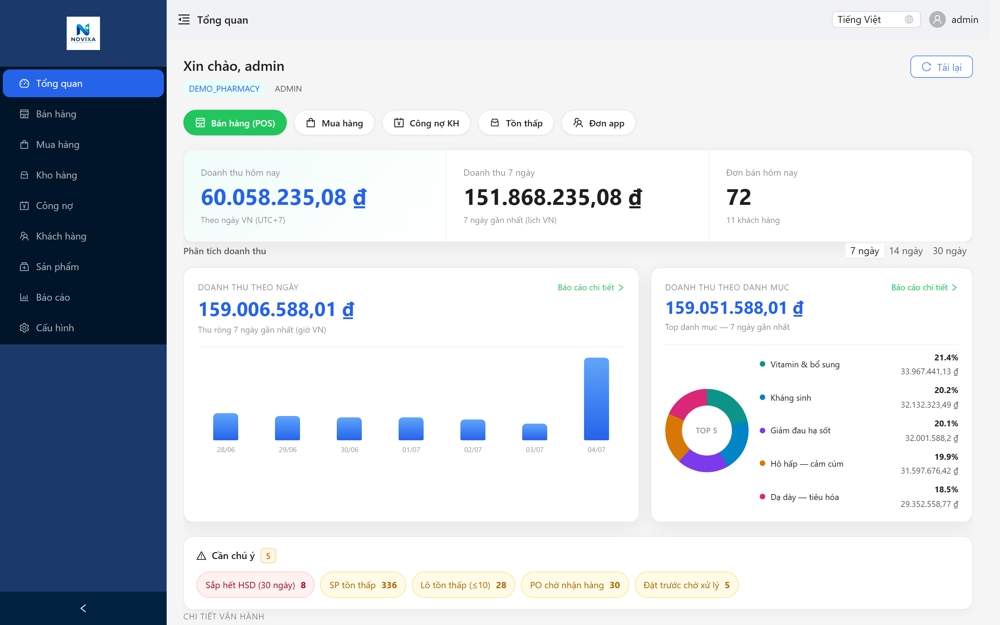 NOVIXA
Tổng quan
Bán hàng
Mua hàng
Kho hàng
Công nợ
Khách hàng
Sản phẩm
Báo cáo
Cấu hình
Tổng quan
Tiếng Việt
admin
Xin chào, admin
Tải lại
DEMO_PHARMACY ADMIN
Bán hàng (POS)
Mua hàng
Công nợ KH
Tồn thấp
Đơn app
Doanh thu hôm nay
60.058.235,08 ₫
Theo ngày VN (UTC+7)
Doanh thu 7 ngày
151.868.235,08 ₫
7 ngày gần nhất (lịch VN)
Đơn bán hôm nay
72
11 khách hàng
Phân tích doanh thu
7 ngày 14 ngày 30 ngày
DOANH THU THEO NGÀY
Báo cáo chi tiết
159.006.588,01 ₫
Thu ròng 7 ngày gần nhất (giờ VN)
28/06 29/06 30/06 01/07 02/07 03/07 04/07
DOANH THU THEO DANH MỤC
Báo cáo chi tiết
159.051.588,01 ₫
Top danh mục — 7 ngày gần nhất
TOP 5
Vitamin & bổ sung
21.4%
33.967.441,13 ₫
Kháng sinh
20.2%
32.132.323,49 ₫
Giảm đau hạ sốt
20.1%
32.001.588,2 ₫
Hô hấp — cảm cúm
19.9%
31.597.676,42 ₫
Dạ dày — tiêu hóa
18.5%
29.352.558,77 ₫
Cần chú ý 5
Sắp hết HSD (30 ngày) 8
SP tồn thấp 336
Lô tồn thấp (≤10) 28
PO chờ nhận hàng 30
Đặt trước chờ xử lý 5
CHI TIẾT VẬN HÀNH